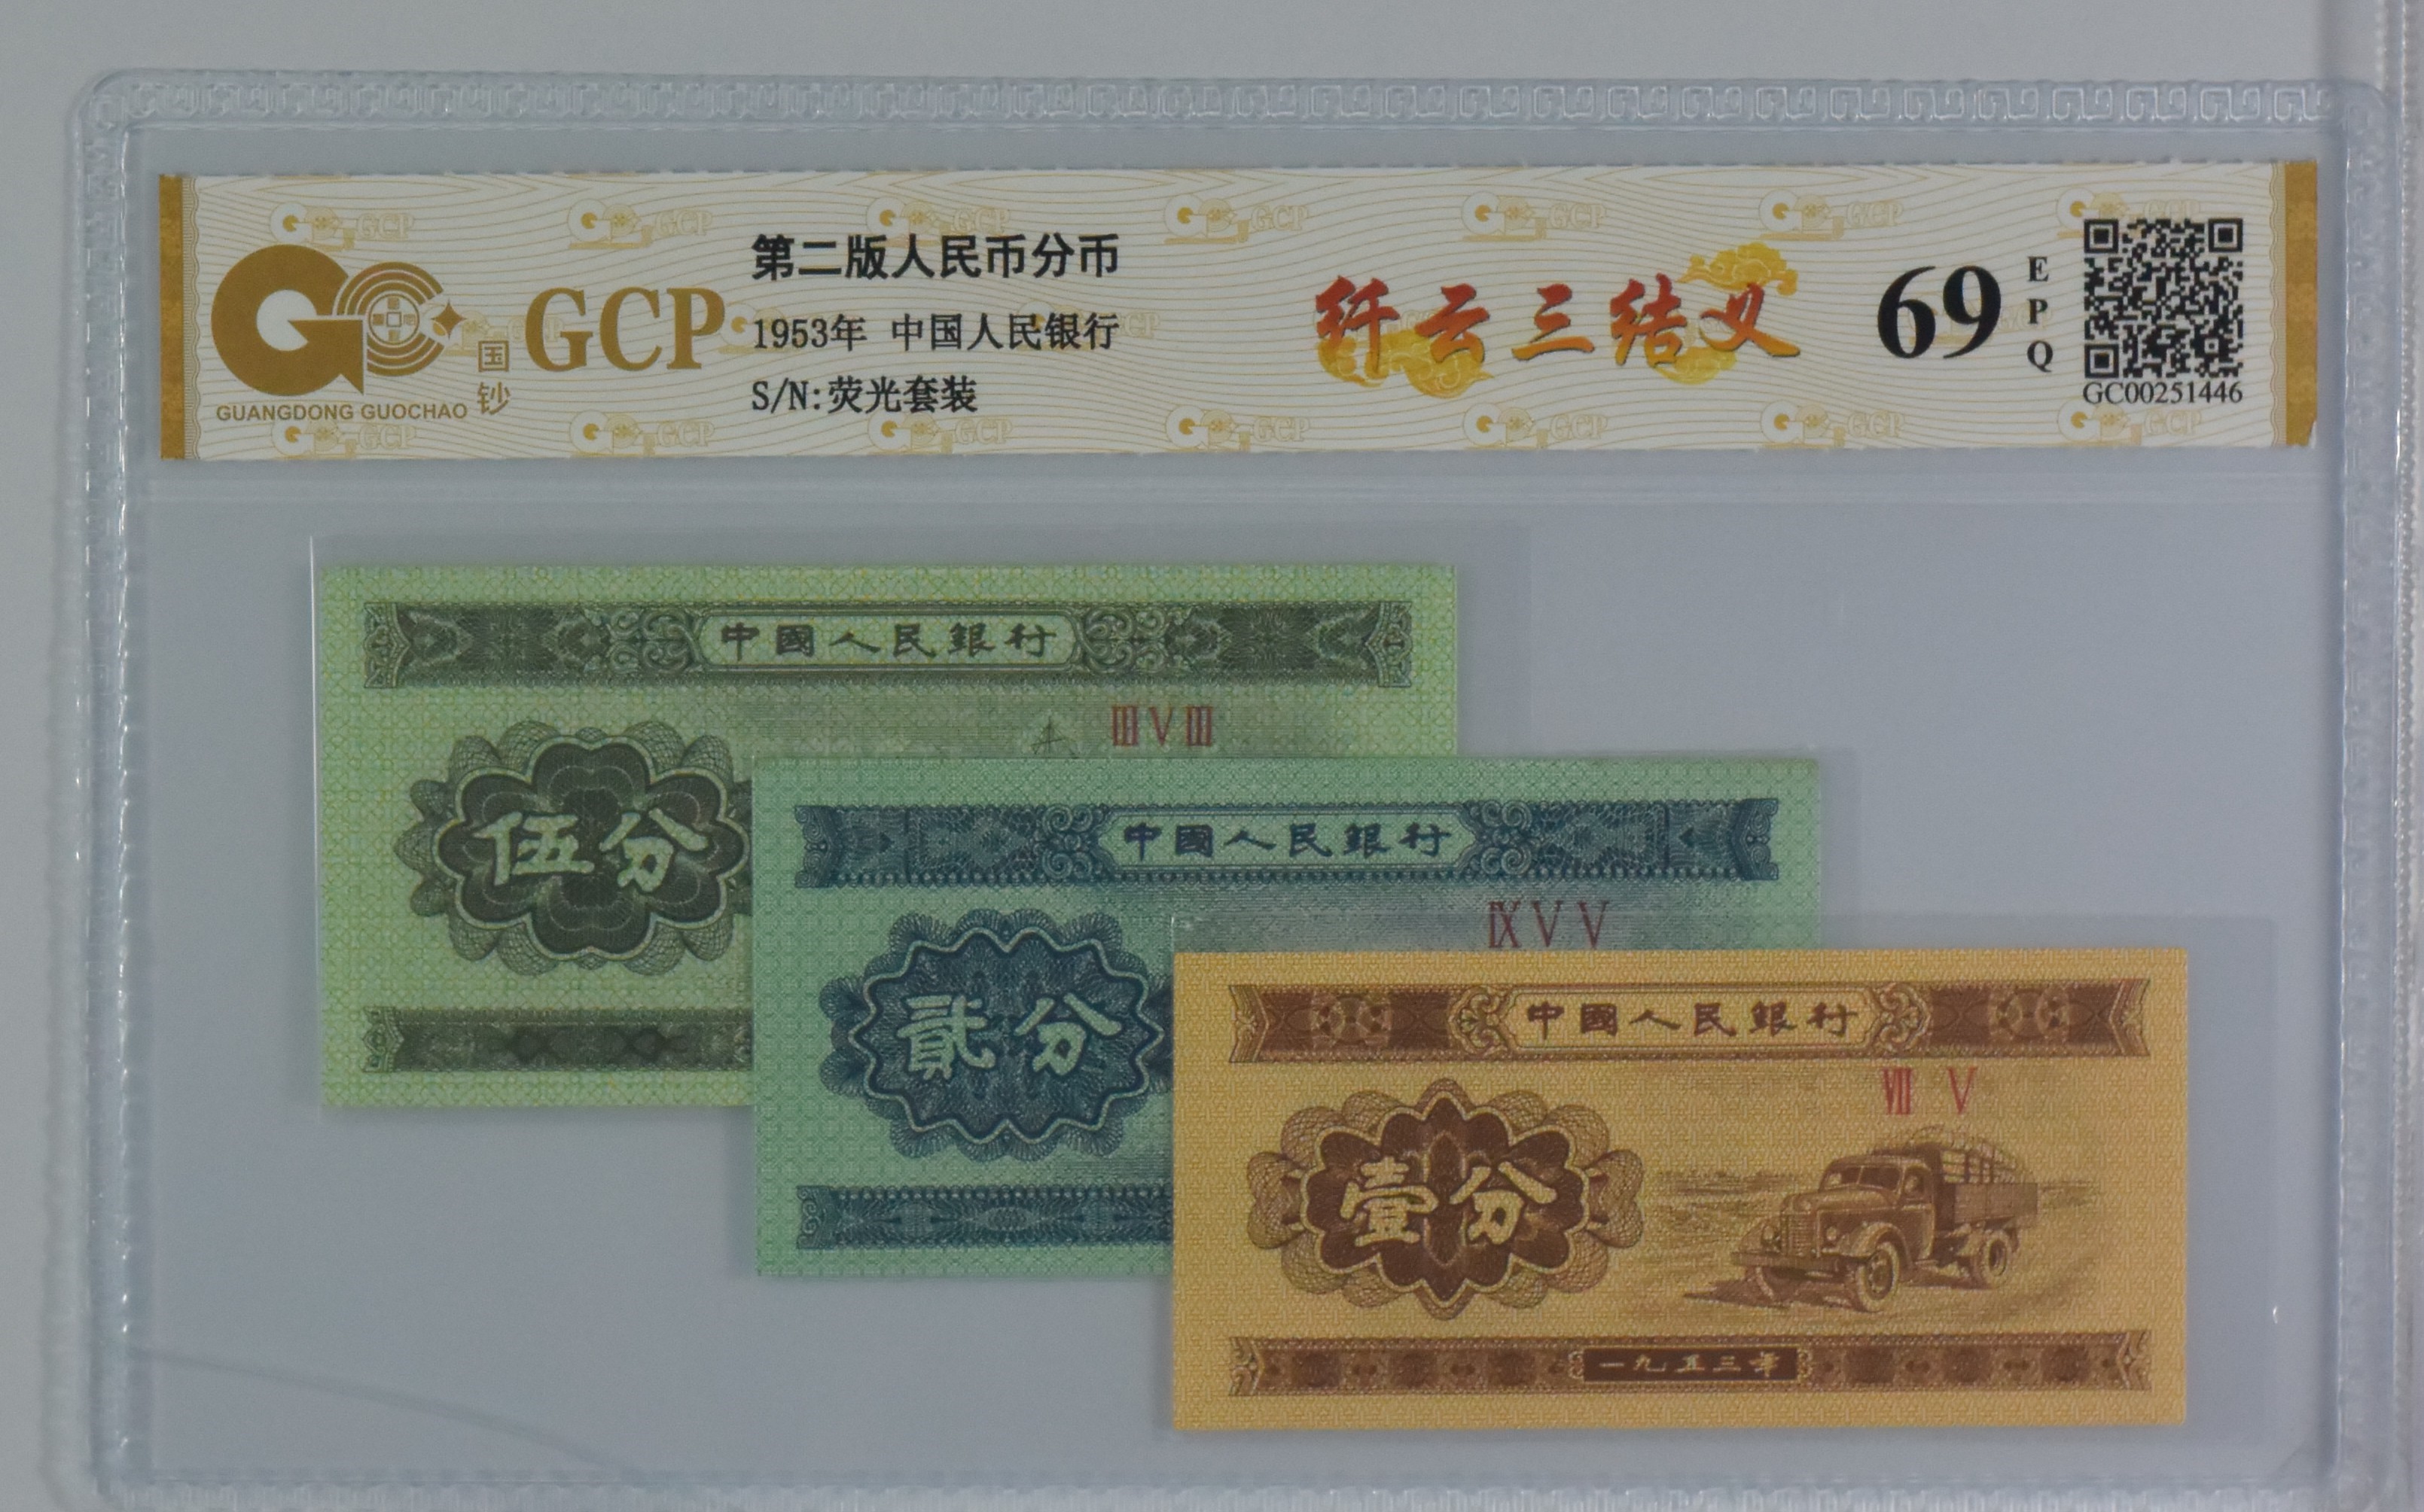 国钞
GUANGDONG GUOCHAO
GCP
第二版人民币分币
1953年 中国人民银行
S/N:荧光套装
纤云三结义
69
EPQ
GC00251446
中國人民銀行
ⅢⅤⅢ
伍分
中國人民銀行
ⅨⅤⅤ
貳分
中國人民銀行
Ⅷ Ⅴ
壹分
一九五三年